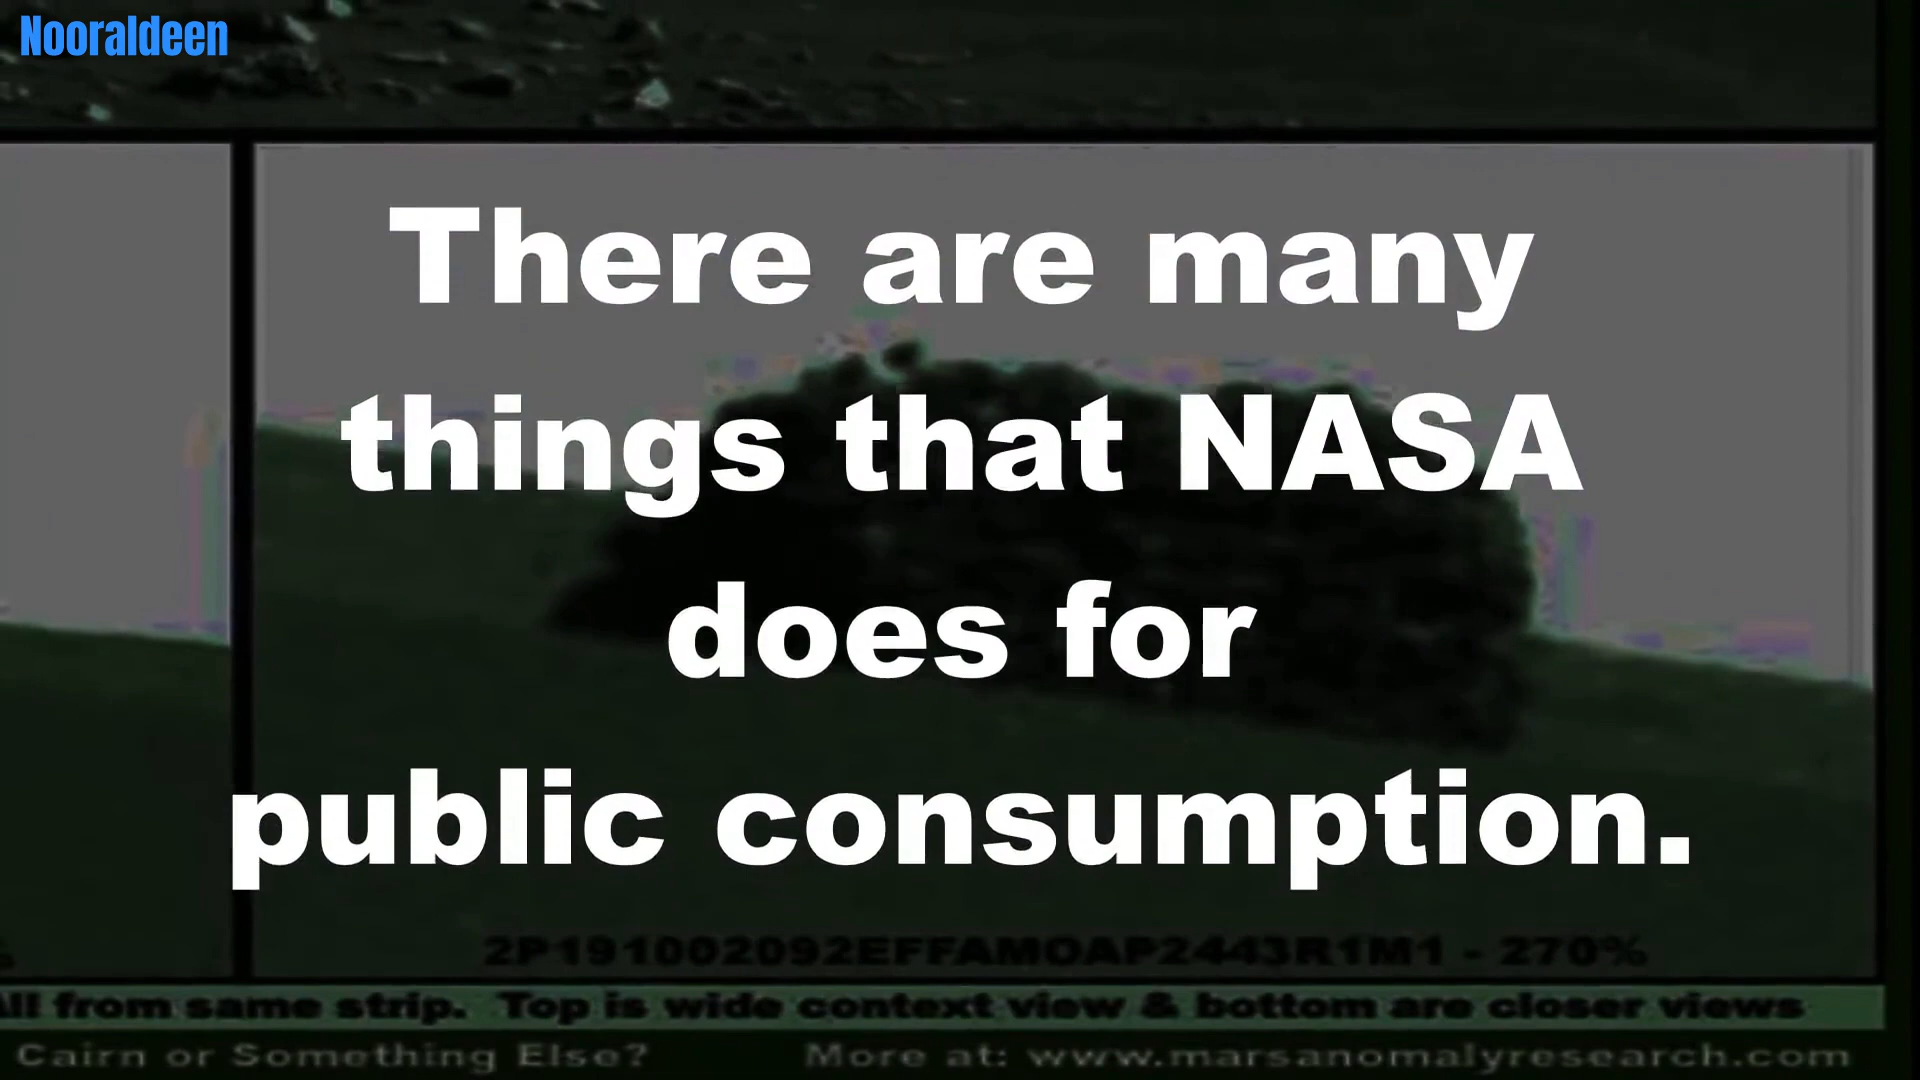 Nooraldeen
There are many
things that NASA
does for
public consumption.
2P191002092EFFAMOAP2443R1M1 - 270%
All from same strip. Top is wide context view & bottom are closer views
Cairn or Something Else? More at: www.marsanomalyresearch.com